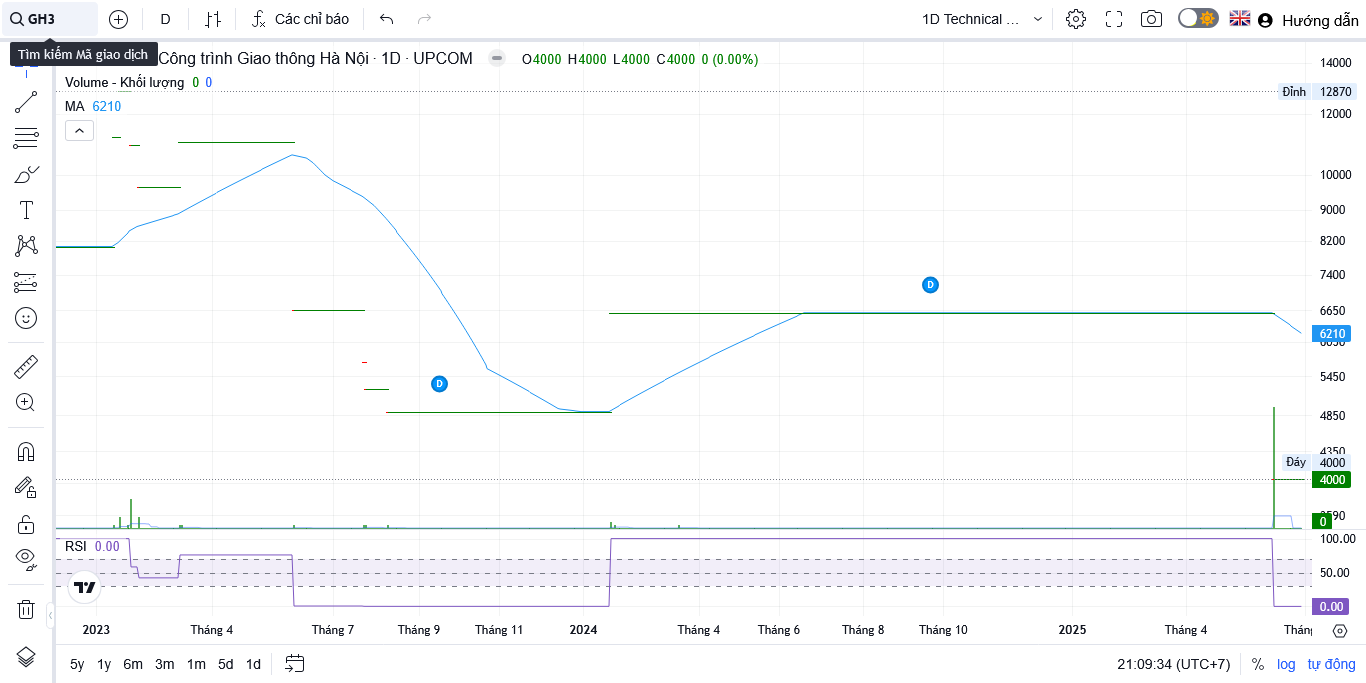 GH3
D
Các chỉ báo
1D Technical ...
Hướng dẫn
Tìm kiếm Mã giao dịch
Công trình Giao thông Hà Nội · 1D · UPCOM
O4000 H4000 L4000 C4000 0 (0.00%)
Volume - Khối lượng 0 0
MA 6210
14000
Đỉnh 12870
12000
10000
9000
8200
7400
6650
6210
6050
5450
4850
4350
Đáy 4000
4000
3590
0
D
D
RSI 0.00
100.00
50.00
0.00
2023 Tháng 4 Tháng 7 Tháng 9 Tháng 11 2024 Tháng 4 Tháng 6 Tháng 8 Tháng 10 2025 Tháng 4 Thán
5y 1y 6m 3m 1m 5d 1d
21:09:34 (UTC+7) % log tự động